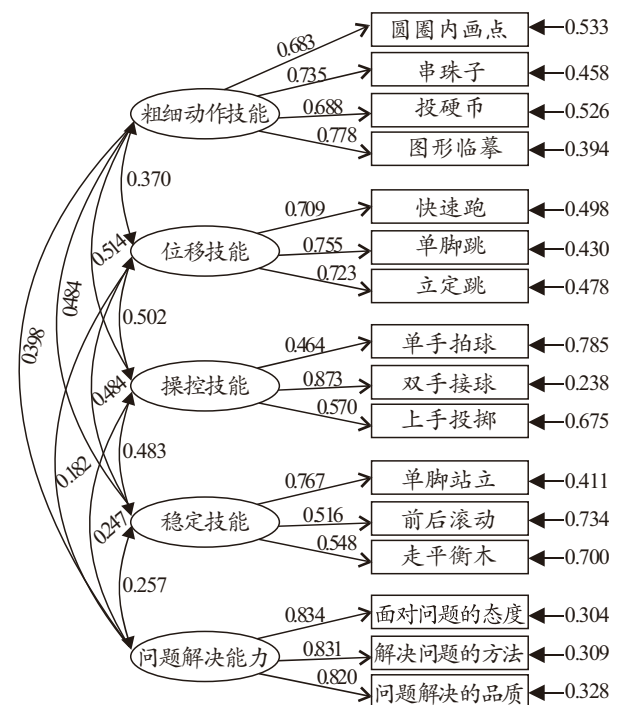 圆圈内画点
0.533
0.683
串珠子
0.458
0.735
粗细动作技能
投硬币
0.526
0.688
图形临摹
0.394
0.778
0.370
快速跑
0.498
0.709
位移技能
单脚跳
0.430
0.755
立定跳
0.478
0.723
0.514
0.484
0.502
0.398
单手拍球
0.785
0.464
操控技能
双手接球
0.238
0.873
上手投掷
0.675
0.570
0.484
0.483
0.182
单脚站立
0.411
0.767
稳定技能
前后滚动
0.734
0.516
走平衡木
0.700
0.548
0.247
0.257
面对问题的态度
0.304
0.834
问题解决能力
解决问题的方法
0.309
0.831
问题解决的品质
0.328
0.820